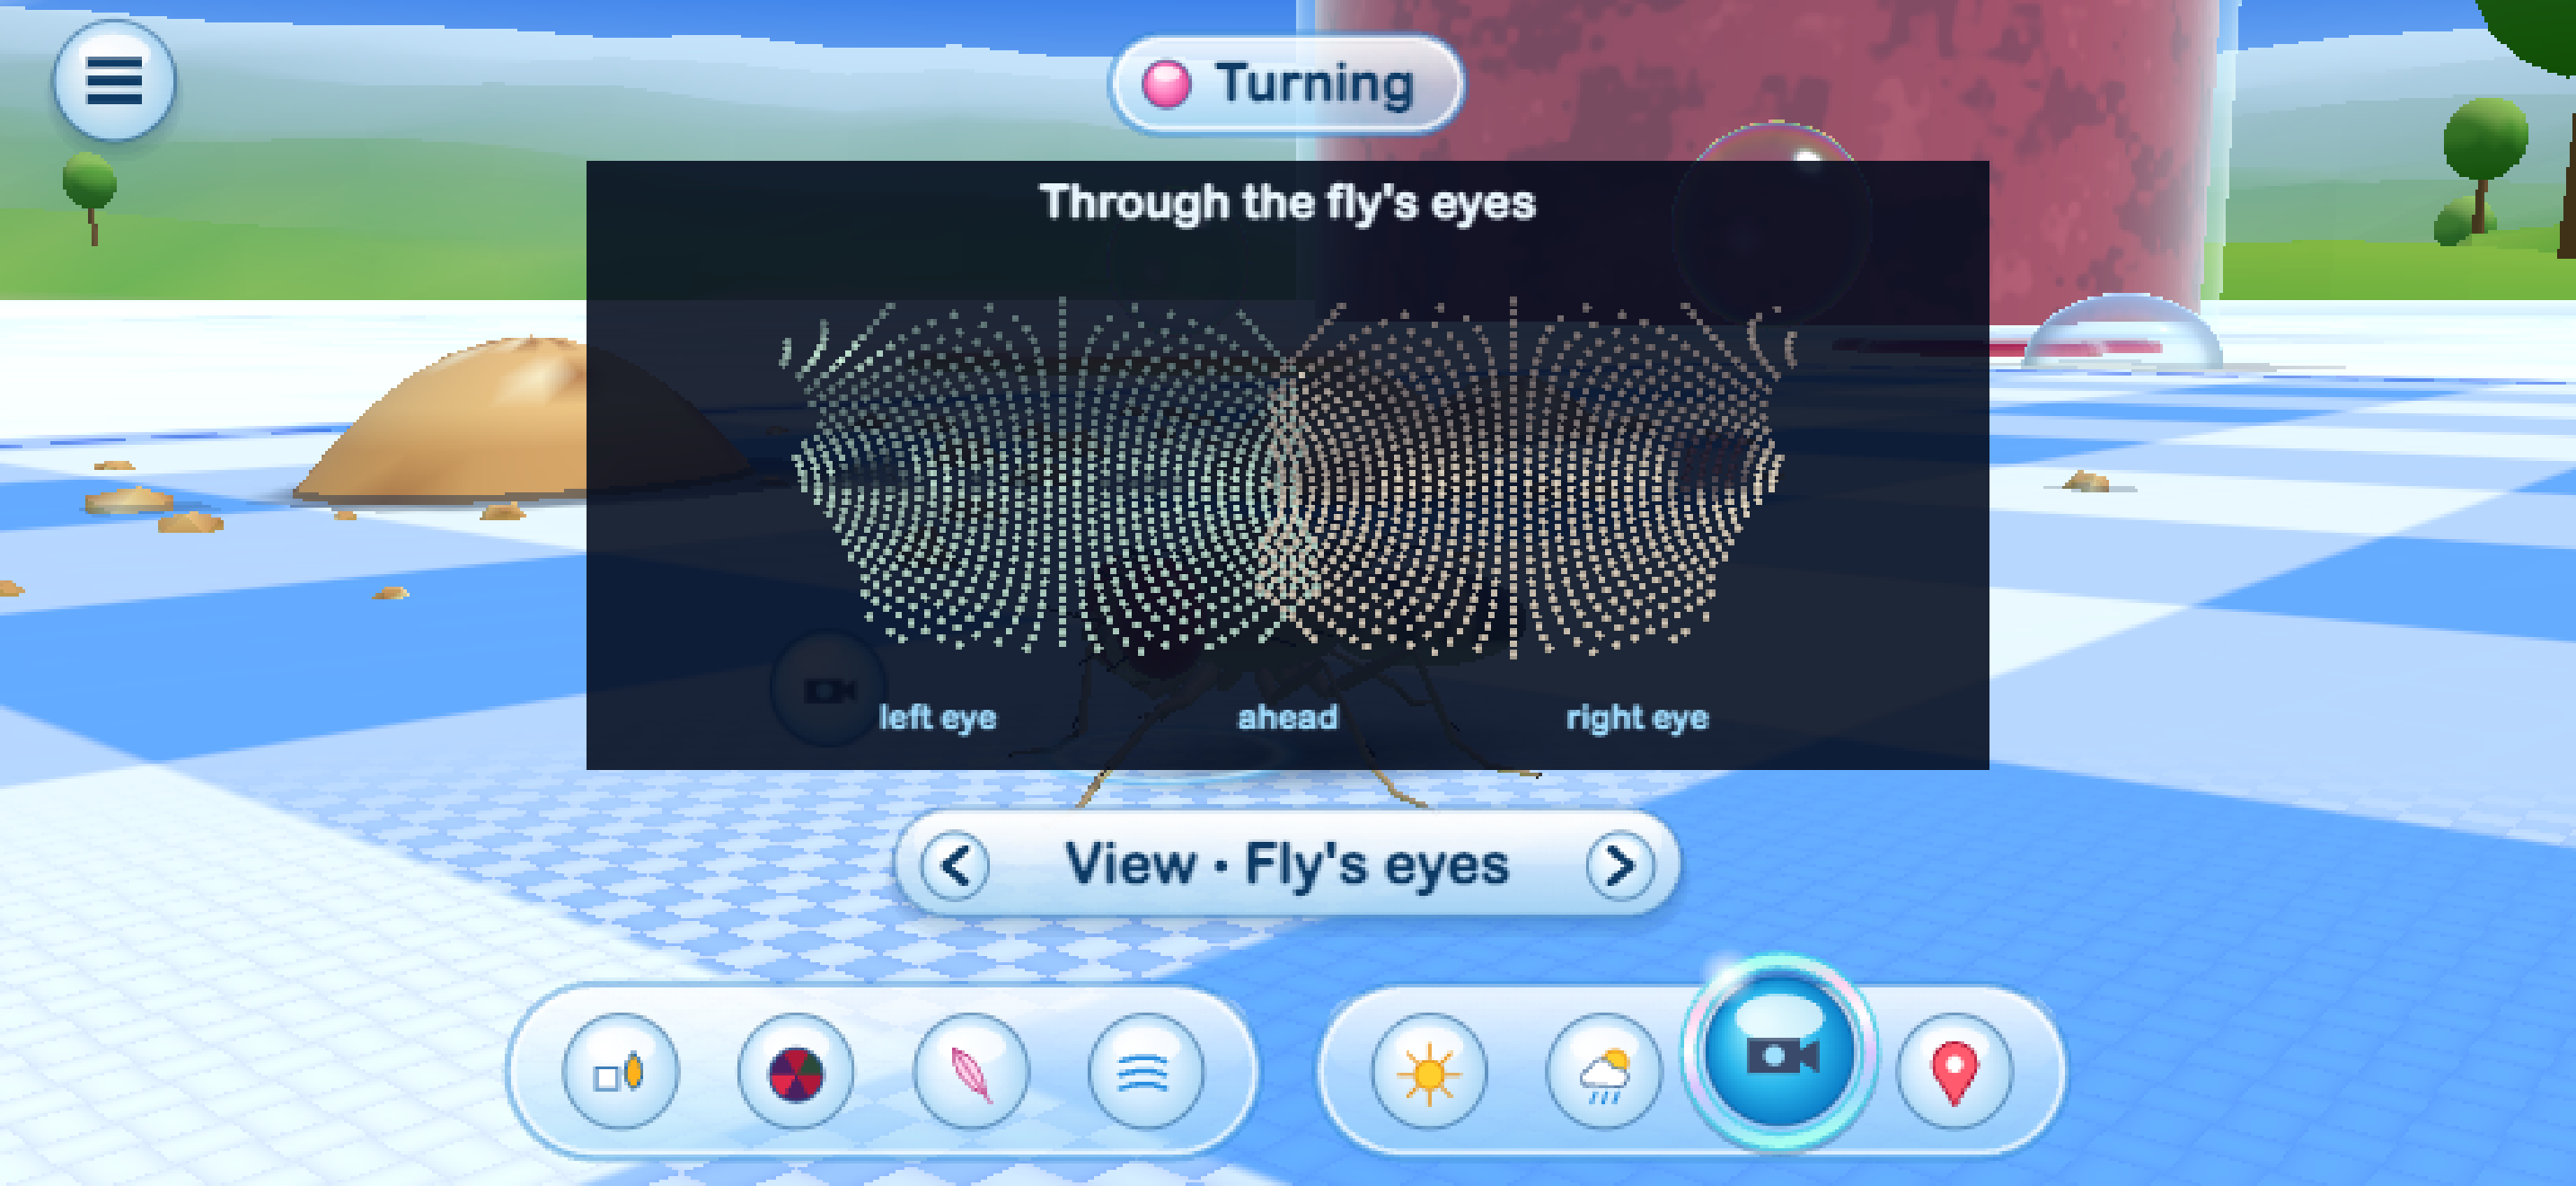 Turning
Through the fly's eyes
left eye
ahead
right eye
View · Fly's eyes